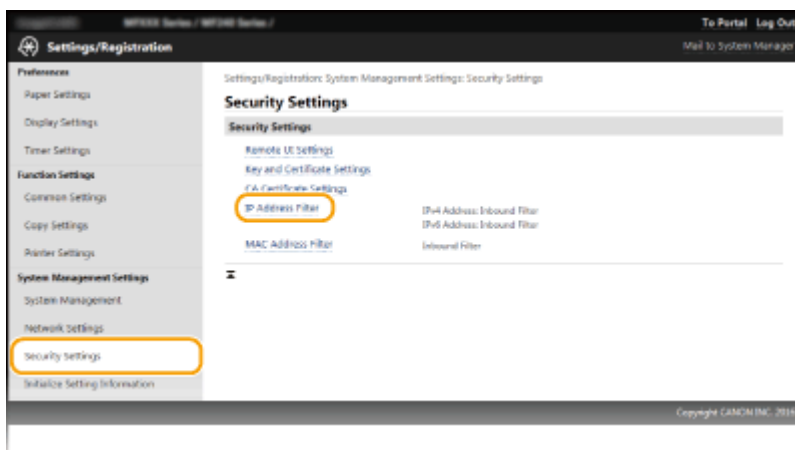 MFXXX Series / MF240 Series /
To Portal Log Out
Settings/Registration
Mail to System Manager
Preferences
Paper Settings
Display Settings
Timer Settings
Function Settings
Common Settings
Copy Settings
Printer Settings
System Management Settings
System Management
Network Settings
Security Settings
Initialize Setting Information
Settings/Registration: System Management Settings: Security Settings
Security Settings
Security Settings
Remote UI Settings
Key and Certificate Settings
CA Certificate Settings
IP Address Filter
IPv4 Address: Inbound Filter
IPv6 Address: Inbound Filter
MAC Address Filter
Inbound Filter
Copyright CANON INC.